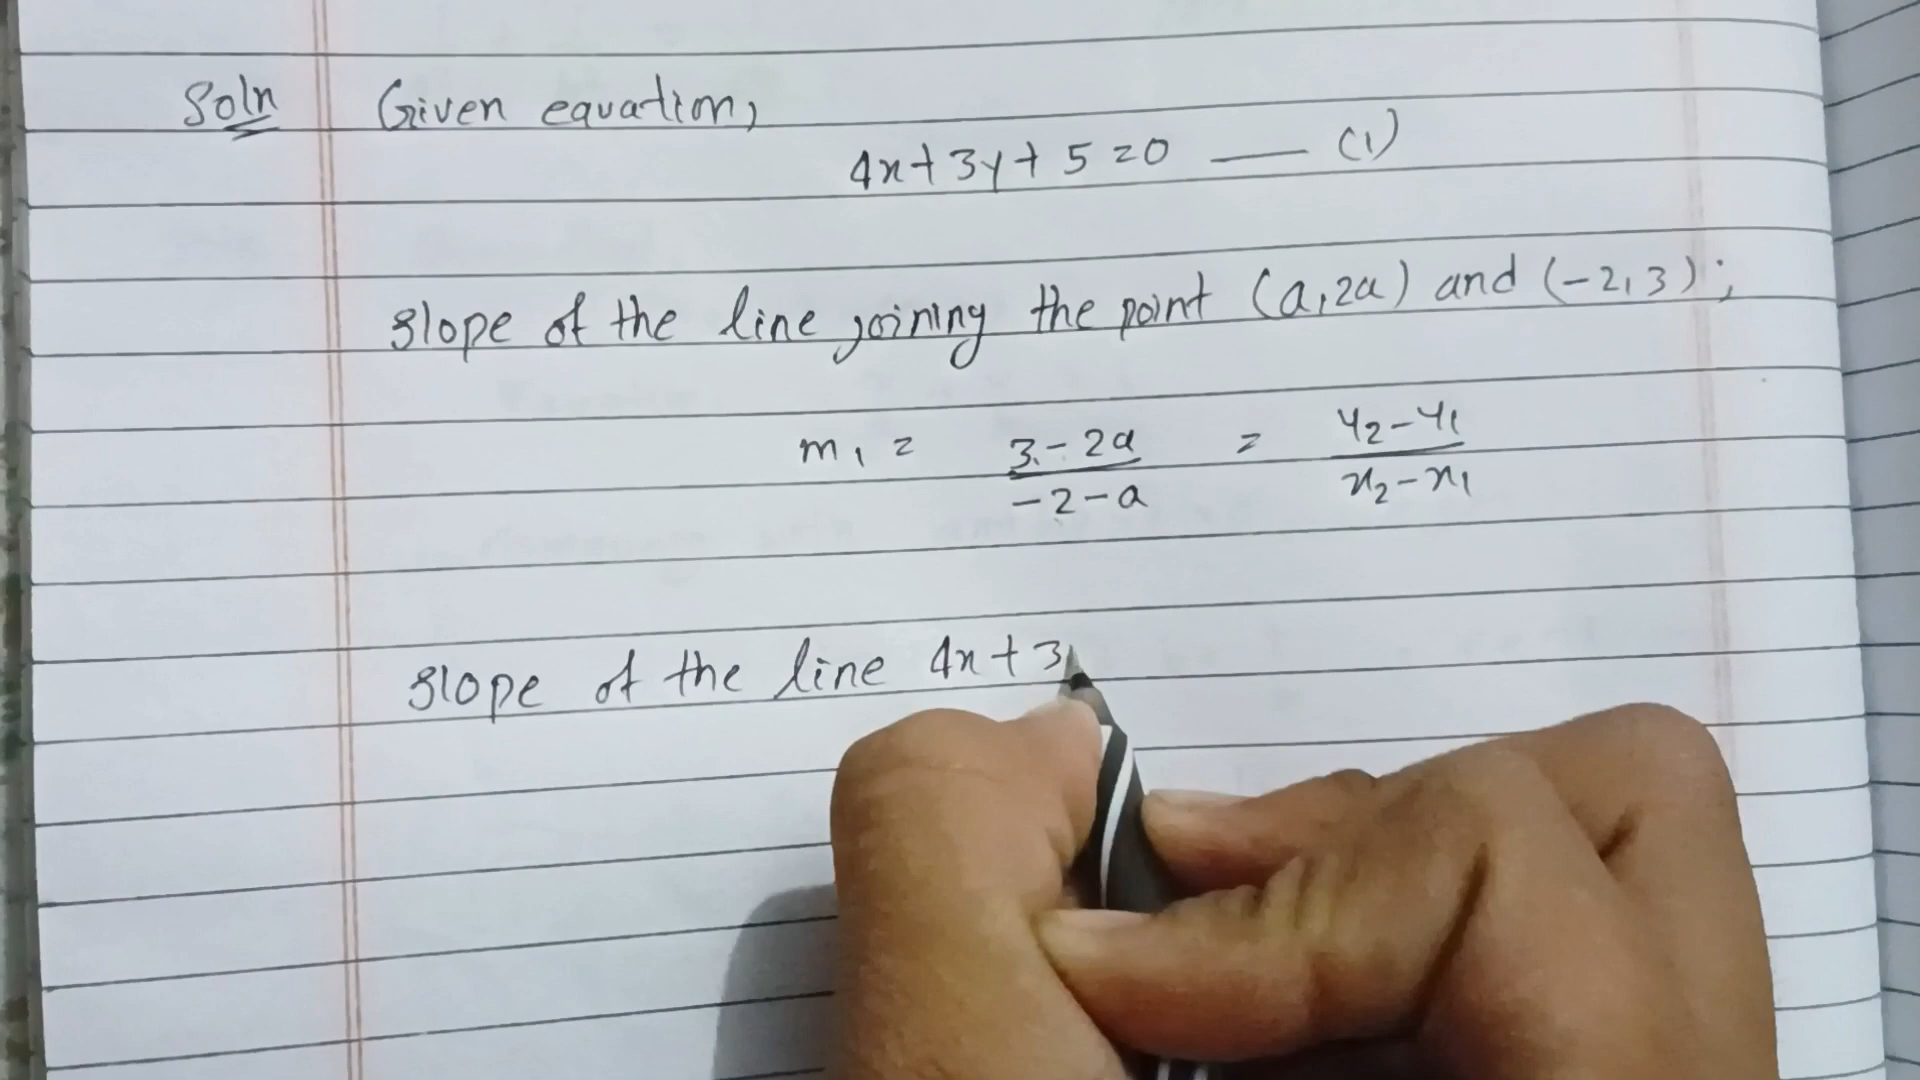 Soln Given equation,
4x + 3y + 5 = 0 — (1)
slope of the line joining the point (a, 2a) and (-2, 3);
m1 = 3 - 2a / -2 - a = y2 - y1 / x2 - x1
slope of the line 4x + 3